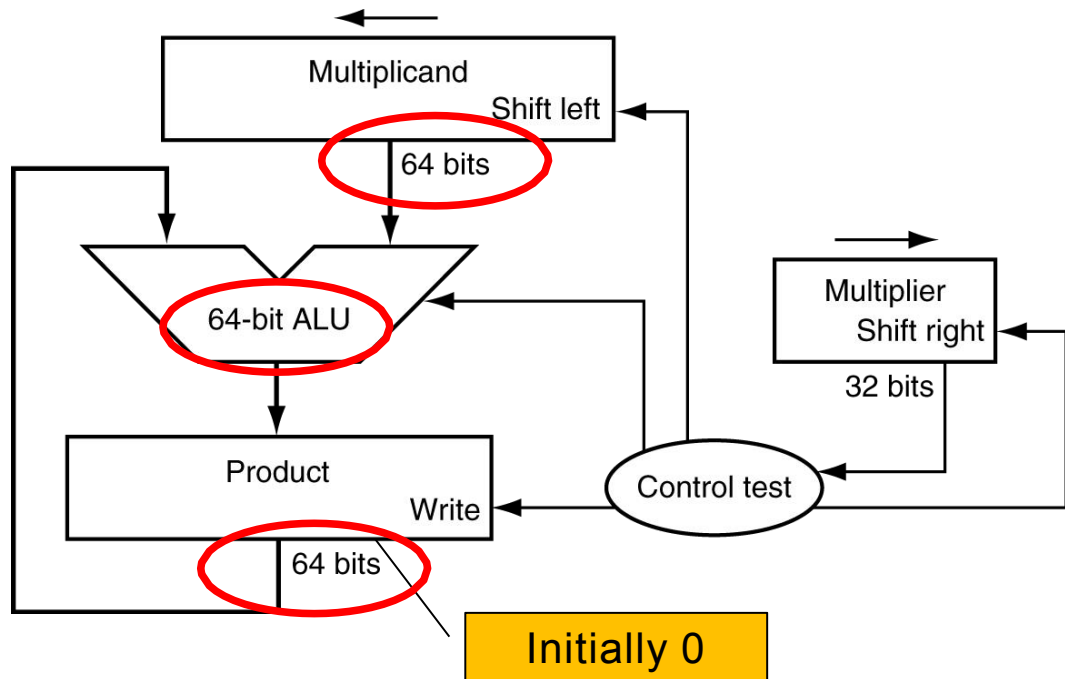 Multiplicand
Shift left
64 bits
64-bit ALU
Multiplier
Shift right
32 bits
Product
Write
Control test
64 bits
Initially 0